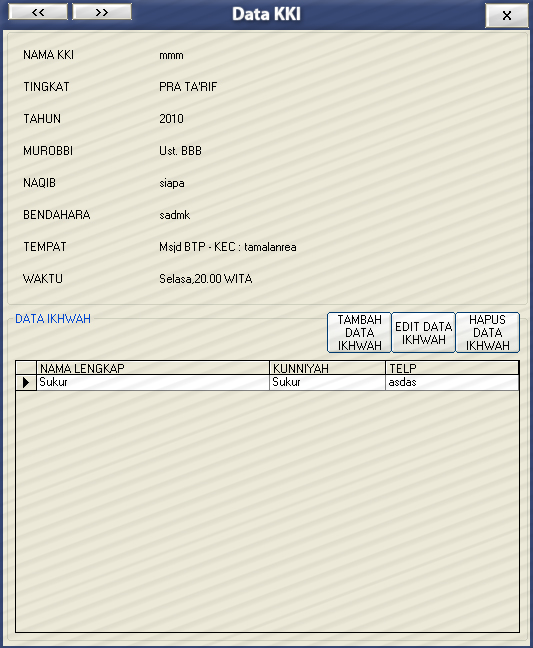 << >> Data KKI X
NAMA KKI mmm
TINGKAT PRA TA'RIF
TAHUN 2010
MUROBBI Ust. BBB
NAQIB siapa
BENDAHARA sadmk
TEMPAT Msjd BTP - KEC : tamalanrea
WAKTU Selasa,20.00 WITA
DATA IKHWAH
TAMBAH
DATA
IKHWAH
EDIT DATA
IKHWAH
HAPUS
DATA
IKHWAH
NAMA LENGKAP KUNNIYAH TELP
Sukur Sukur asdas